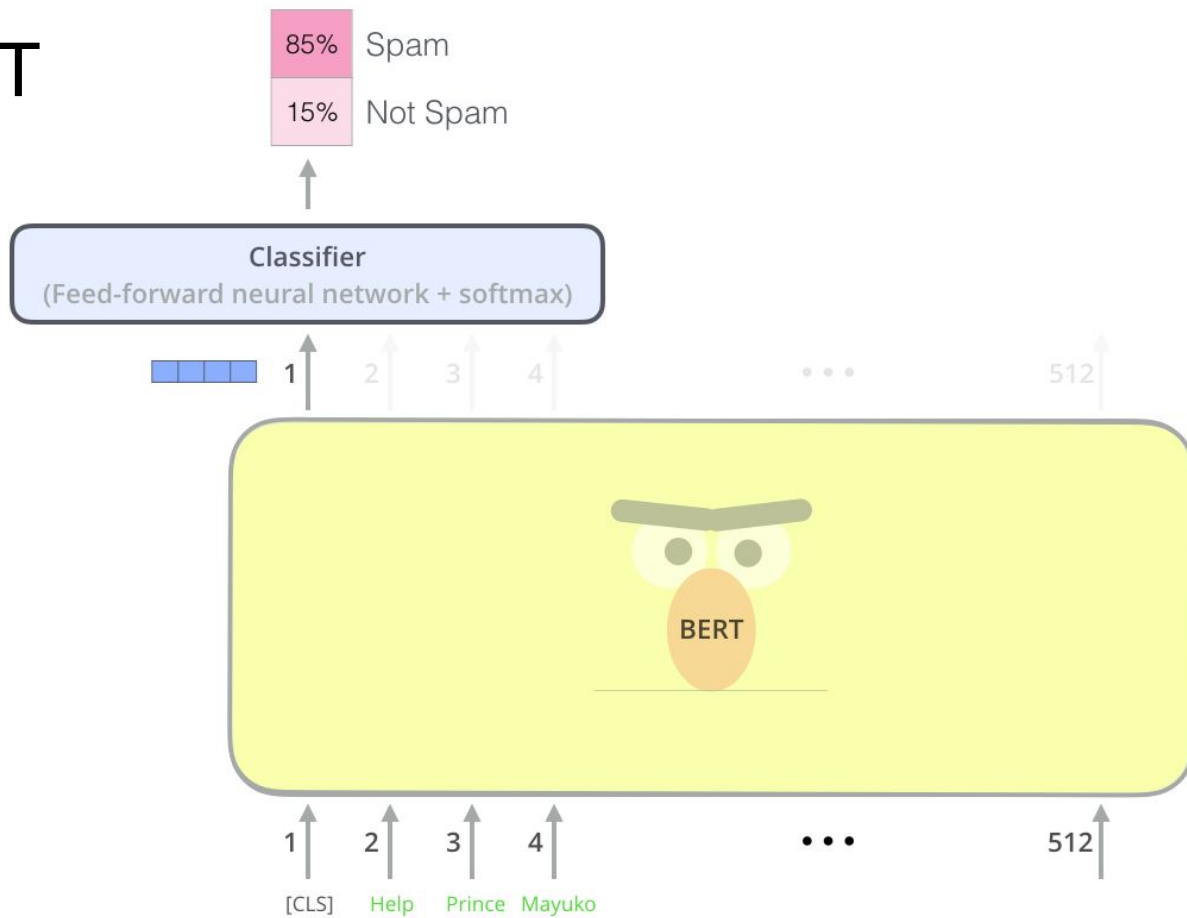 T
85% Spam
15% Not Spam
Classifier
(Feed-forward neural network + softmax)
1 2 3 4 ••• 512
BERT
1 2 3 4 ••• 512
[CLS] Help Prince Mayuko